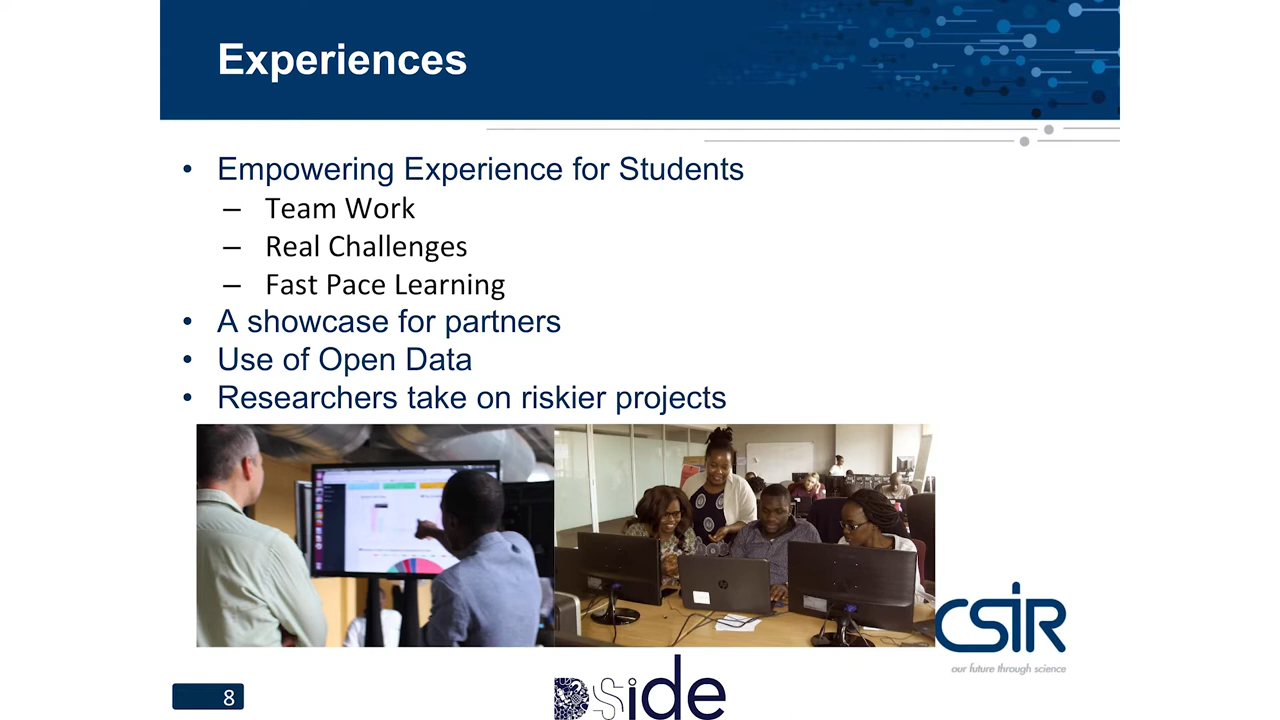 Experiences
• Empowering Experience for Students
– Team Work
– Real Challenges
– Fast Pace Learning
• A showcase for partners
• Use of Open Data
• Researchers take on riskier projects
CSIR
our future through science
8
DSide